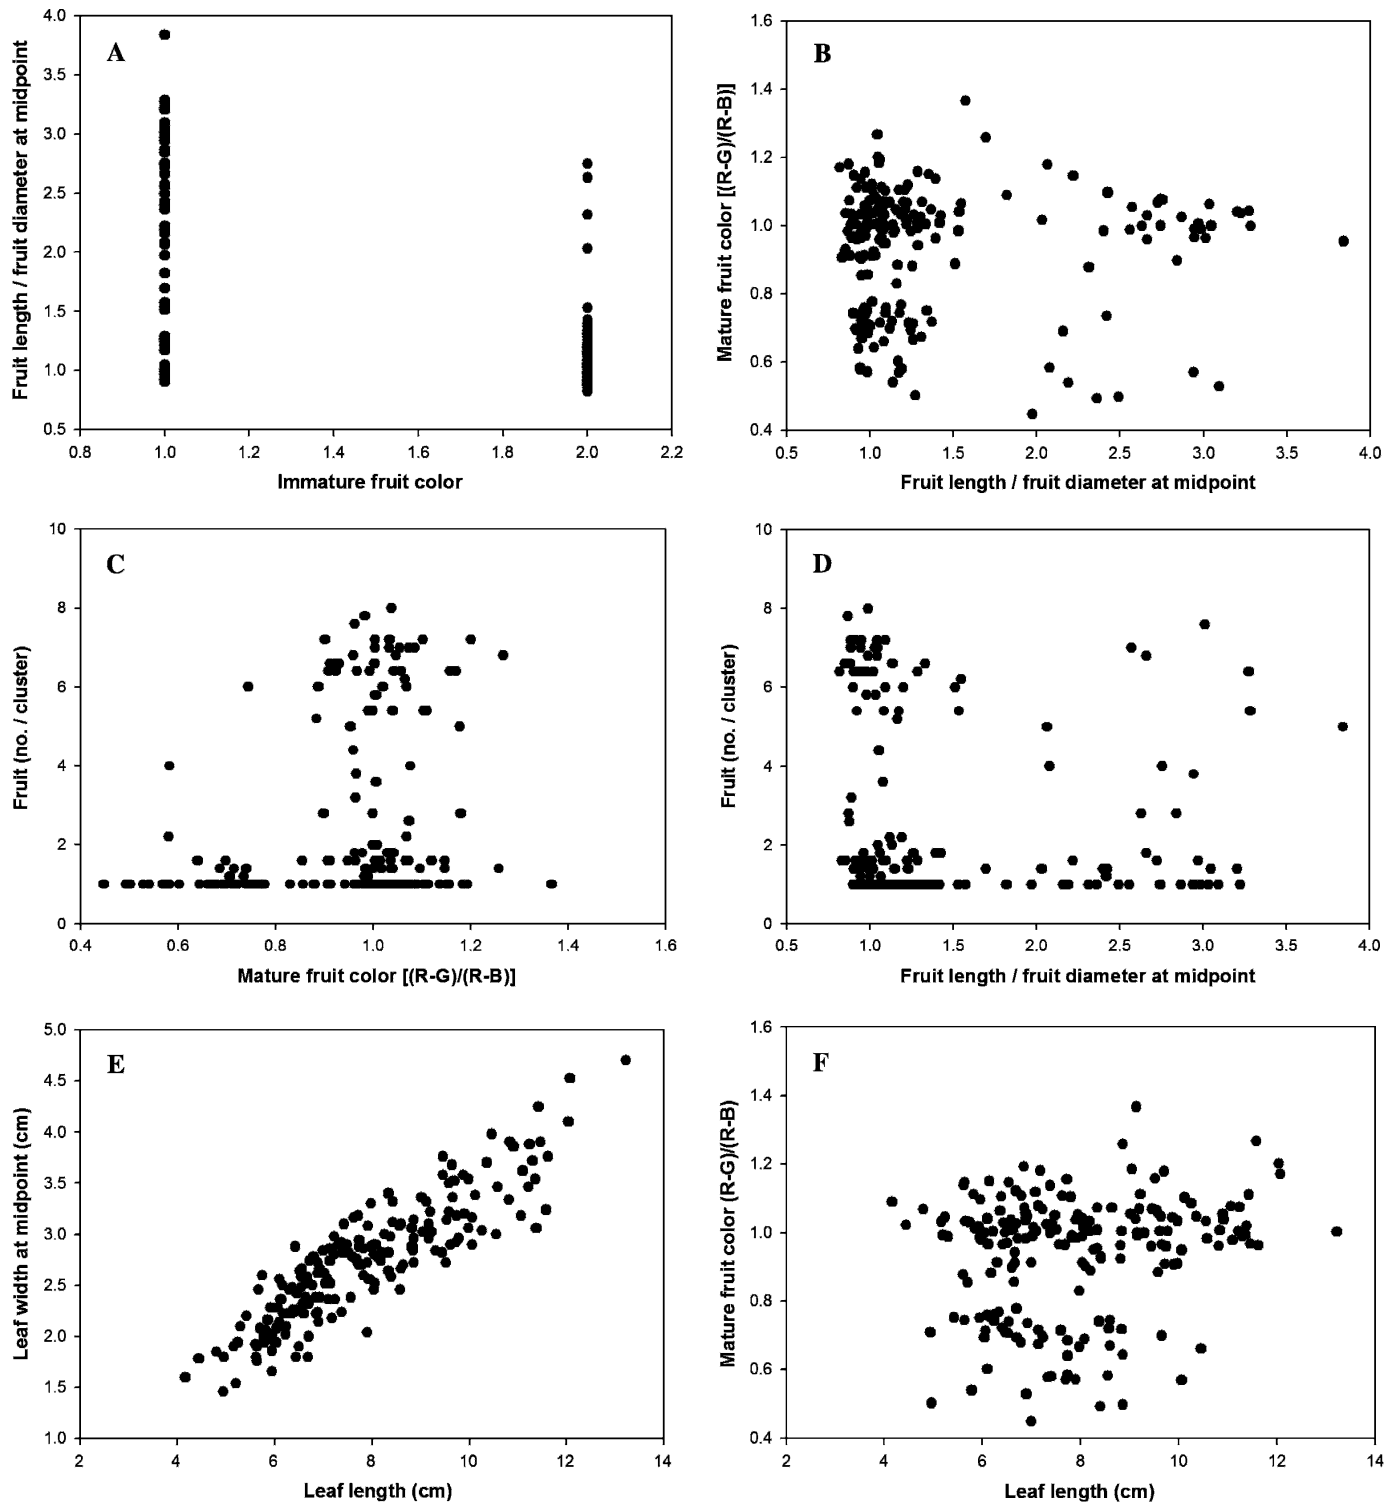 A
Fruit length / fruit diameter at midpoint
4.0
3.5
3.0
2.5
2.0
1.5
1.0
0.5
0.8 1.0 1.2 1.4 1.6 1.8 2.0 2.2
Immature fruit color
B
Mature fruit color [(R-G)/(R-B)]
1.6
1.4
1.2
1.0
0.8
0.6
0.4
0.5 1.0 1.5 2.0 2.5 3.0 3.5 4.0
Fruit length / fruit diameter at midpoint
C
Fruit (no. / cluster)
10
8
6
4
2
0
0.4 0.6 0.8 1.0 1.2 1.4 1.6
Mature fruit color [(R-G)/(R-B)]
D
Fruit (no. / cluster)
10
8
6
4
2
0
0.5 1.0 1.5 2.0 2.5 3.0 3.5 4.0
Fruit length / fruit diameter at midpoint
E
Leaf width at midpoint (cm)
5.0
4.5
4.0
3.5
3.0
2.5
2.0
1.5
1.0
2 4 6 8 10 12 14
Leaf length (cm)
F
Mature fruit color (R-G)/(R-B)
1.6
1.4
1.2
1.0
0.8
0.6
0.4
2 4 6 8 10 12 14
Leaf length (cm)